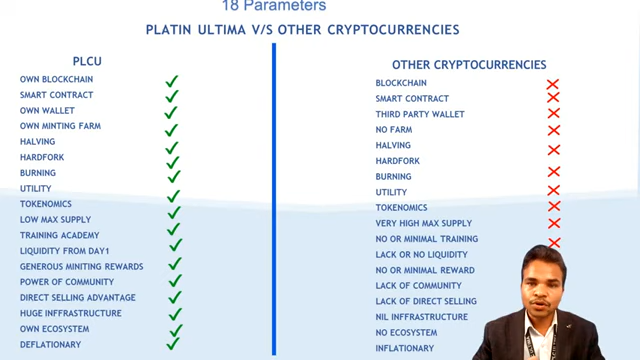 18 Parameters
PLATIN ULTIMA V/S OTHER CRYPTOCURRENCIES
PLCU
OWN BLOCKCHAIN
SMART CONTRACT
OWN WALLET
OWN MINTING FARM
HALVING
HARDFORK
BURNING
UTILITY
TOKENOMICS
LOW MAX SUPPLY
TRAINING ACADEMY
LIQUIDITY FROM DAY1
GENEROUS MINITING REWARDS
POWER OF COMMUNITY
DIRECT SELLING ADVANTAGE
HUGE INFFRASTRUCTURE
OWN ECOSYSTEM
DEFLATIONARY
OTHER CRYPTOCURRENCIES
BLOCKCHAIN
SMART CONTRACT
THIRD PARTY WALLET
NO FARM
HALVING
HARDFORK
BURNING
UTILITY
TOKENOMICS
VERY HIGH MAX SUPPLY
NO OR MINIMAL TRAINING
LACK OR NO LIQUIDITY
NO OR MINIMAL REWARD
LACK OF COMMUNITY
LACK OF DIRECT SELLING
NIL INFFRASTRUCTURE
NO ECOSYSTEM
INFLATIONARY